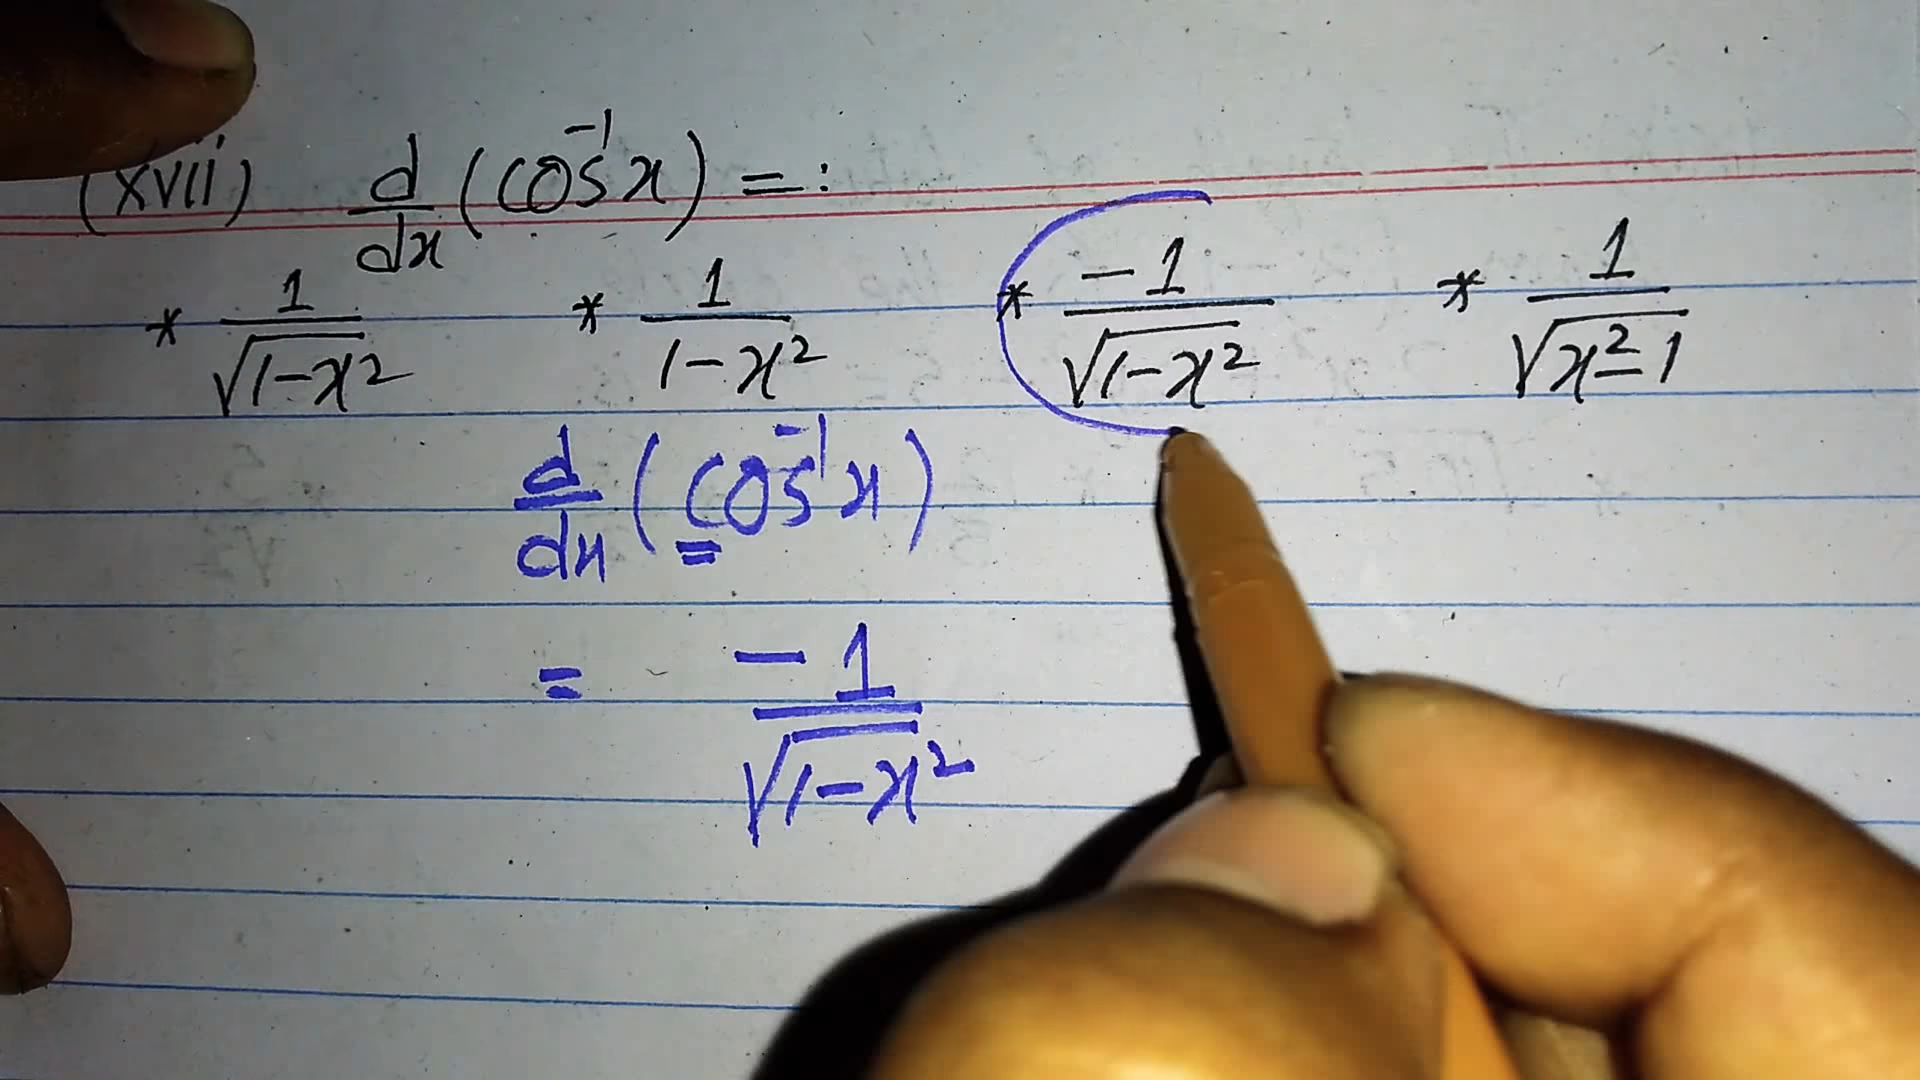 (xvii) d/dx (cos⁻¹x) = :
* 1/√(1-x²) * 1/(1-x²) * -1/√(1-x²) * 1/√(x²-1)
d/dx (cos⁻¹x)
= -1/√(1-x²)